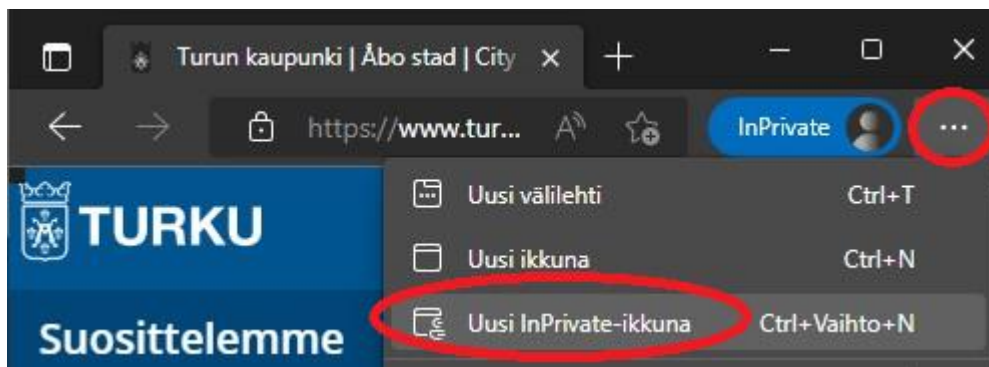 Turun kaupunki | Åbo stad | City
https://www.tur...
InPrivate
TURKU
Uusi välilehti Ctrl+T
Uusi ikkuna Ctrl+N
Uusi InPrivate-ikkuna Ctrl+Vaihto+N
Suosittelemme